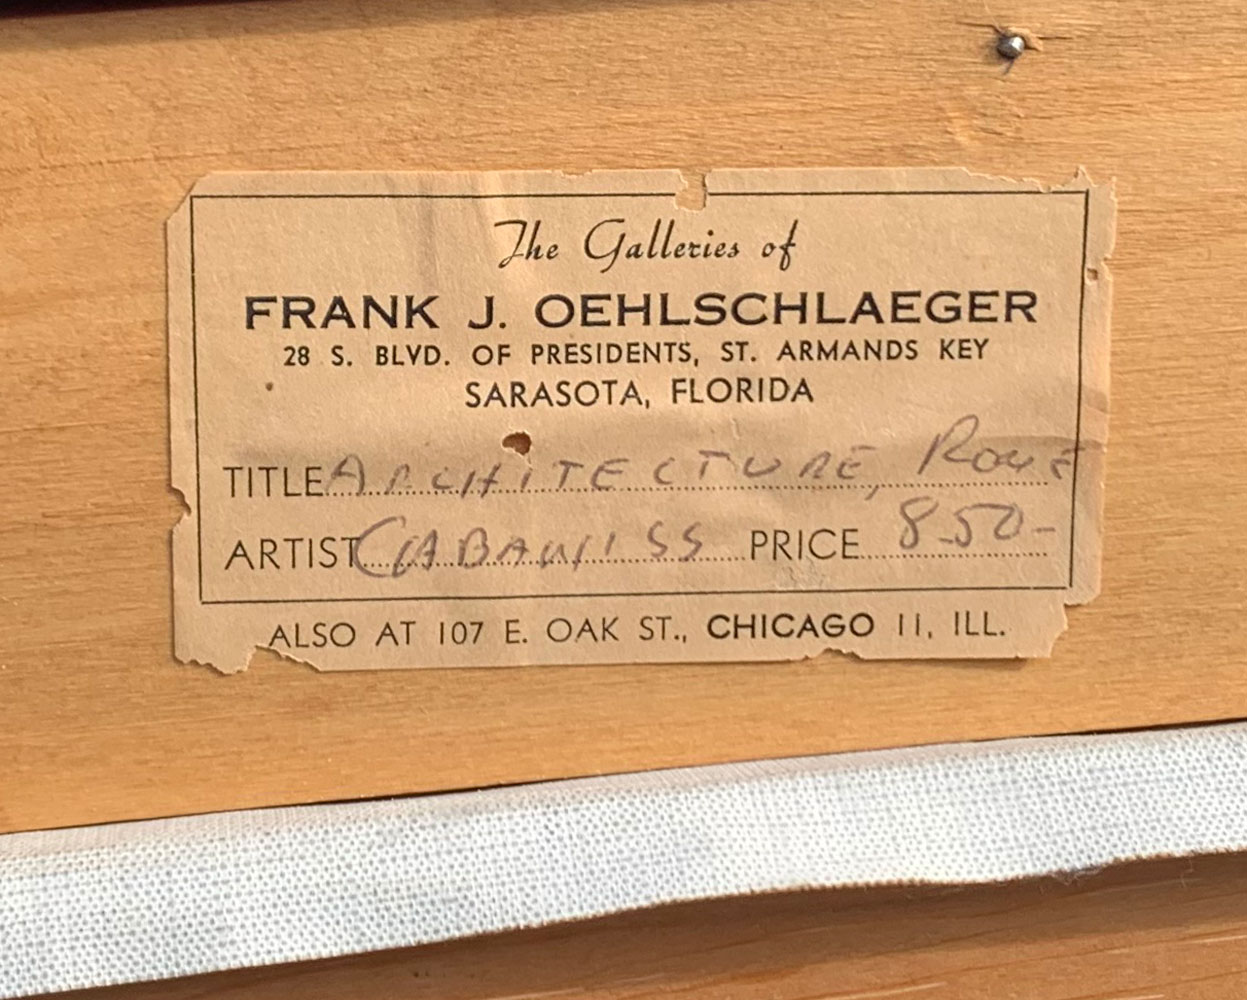 The Galleries of
FRANK J. OEHLSCHLAEGER
28 S. BLVD. OF PRESIDENTS, ST. ARMANDS KEY
SARASOTA, FLORIDA
TITLE ARCHITECTURE, ROME
ARTIST CABANISS PRICE 850-
ALSO AT 107 E. OAK ST., CHICAGO 11, ILL.